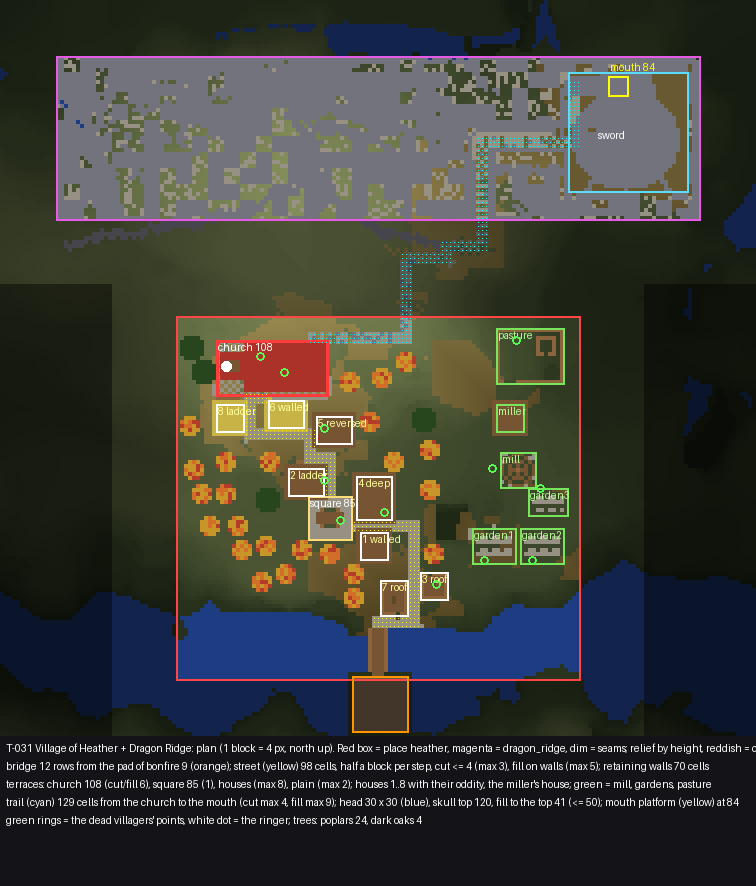 mouth 84
sword
church 108
pasture
8 ladder
6 walled
5 reversed
miller
2 ladder
4 deep
mill
square 85
garden3
1 walled
garden1
garden2
7 roof
3 roof
T-031 Village of Heather + Dragon Ridge: plan (1 block = 4 px, north up). Red box = place heather, magenta = dragon_ridge, dim = seams; relief by height, reddish = c
bridge 12 rows from the pad of bonfire 9 (orange); street (yellow) 98 cells, half a block per step, cut <= 4 (max 3), fill on walls (max 5); retaining walls 70 cells
terraces: church 108 (cut/fill 6), square 85 (1), houses (max 8), plain (max 2); houses 1..8 with their oddity, the miller's house; green = mill, gardens, pasture
trail (cyan) 129 cells from the church to the mouth (cut max 4, fill max 9); head 30 x 30 (blue), skull top 120, fill to the top 41 (<= 50); mouth platform (yellow) at 84
green rings = the dead villagers' points, white dot = the ringer; trees: poplars 24, dark oaks 4